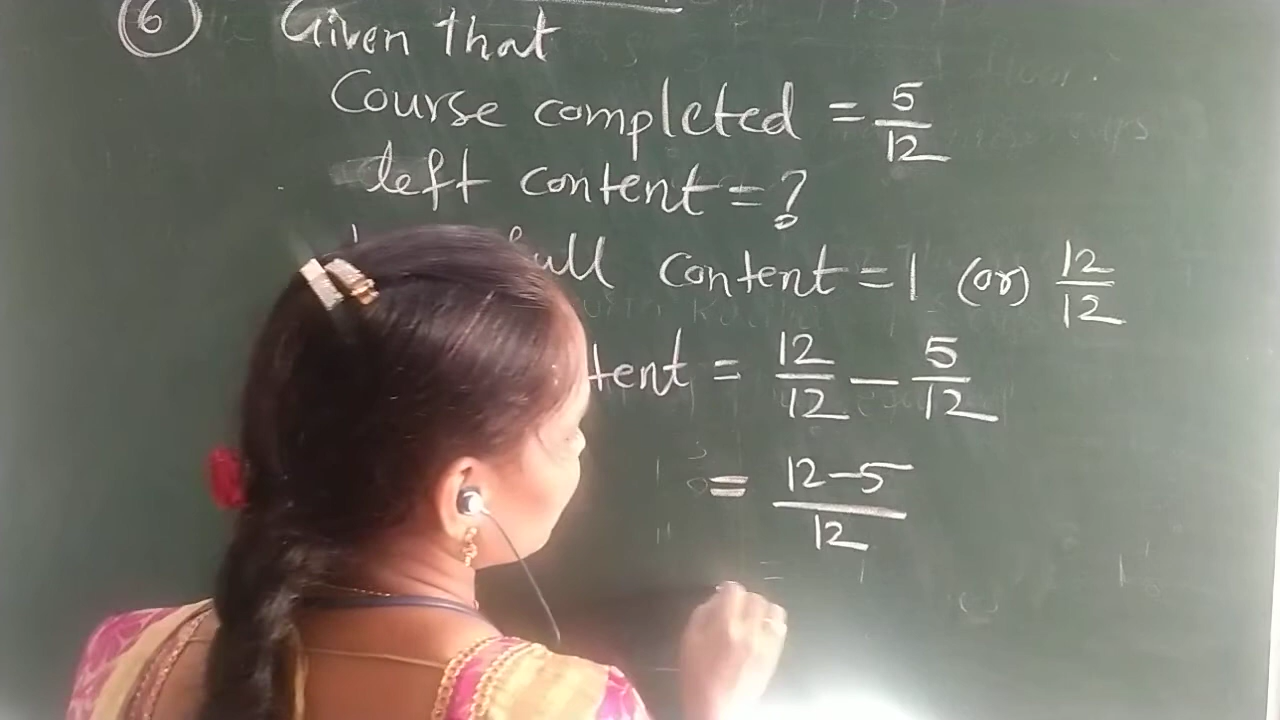 6 Given that
Course completed = 5/12
left content = ?
full content = 1 (or) 12/12
= 12/12 - 5/12
= 12-5/12